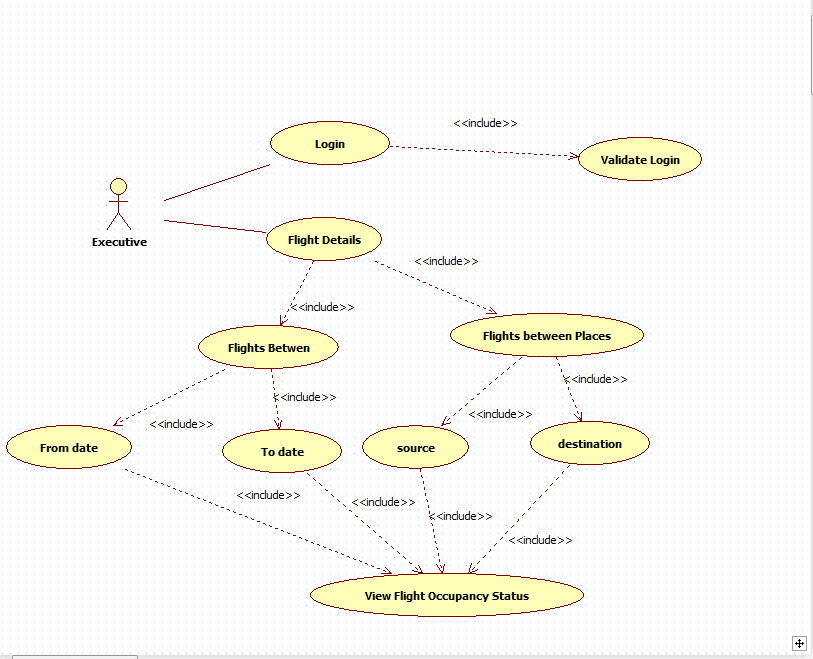 <<include>>
Login
Validate Login
Executive
Flight Details
<<include>>
<<include>>
Flights Betwen
Flights between Places
<<include>>
<<include>>
<<include>>
<<include>>
From date
To date
source
destination
<<include>>
<<include>>
<<include>>
<<include>>
View Flight Occupancy Status